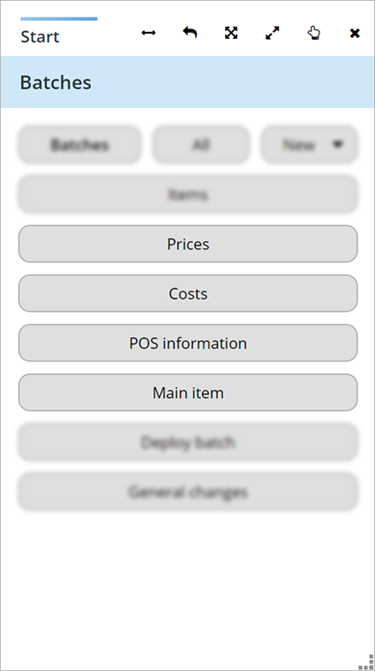 Start
Batches
Batches All New
Items
Prices
Costs
POS information
Main item
Deploy batch
General changes